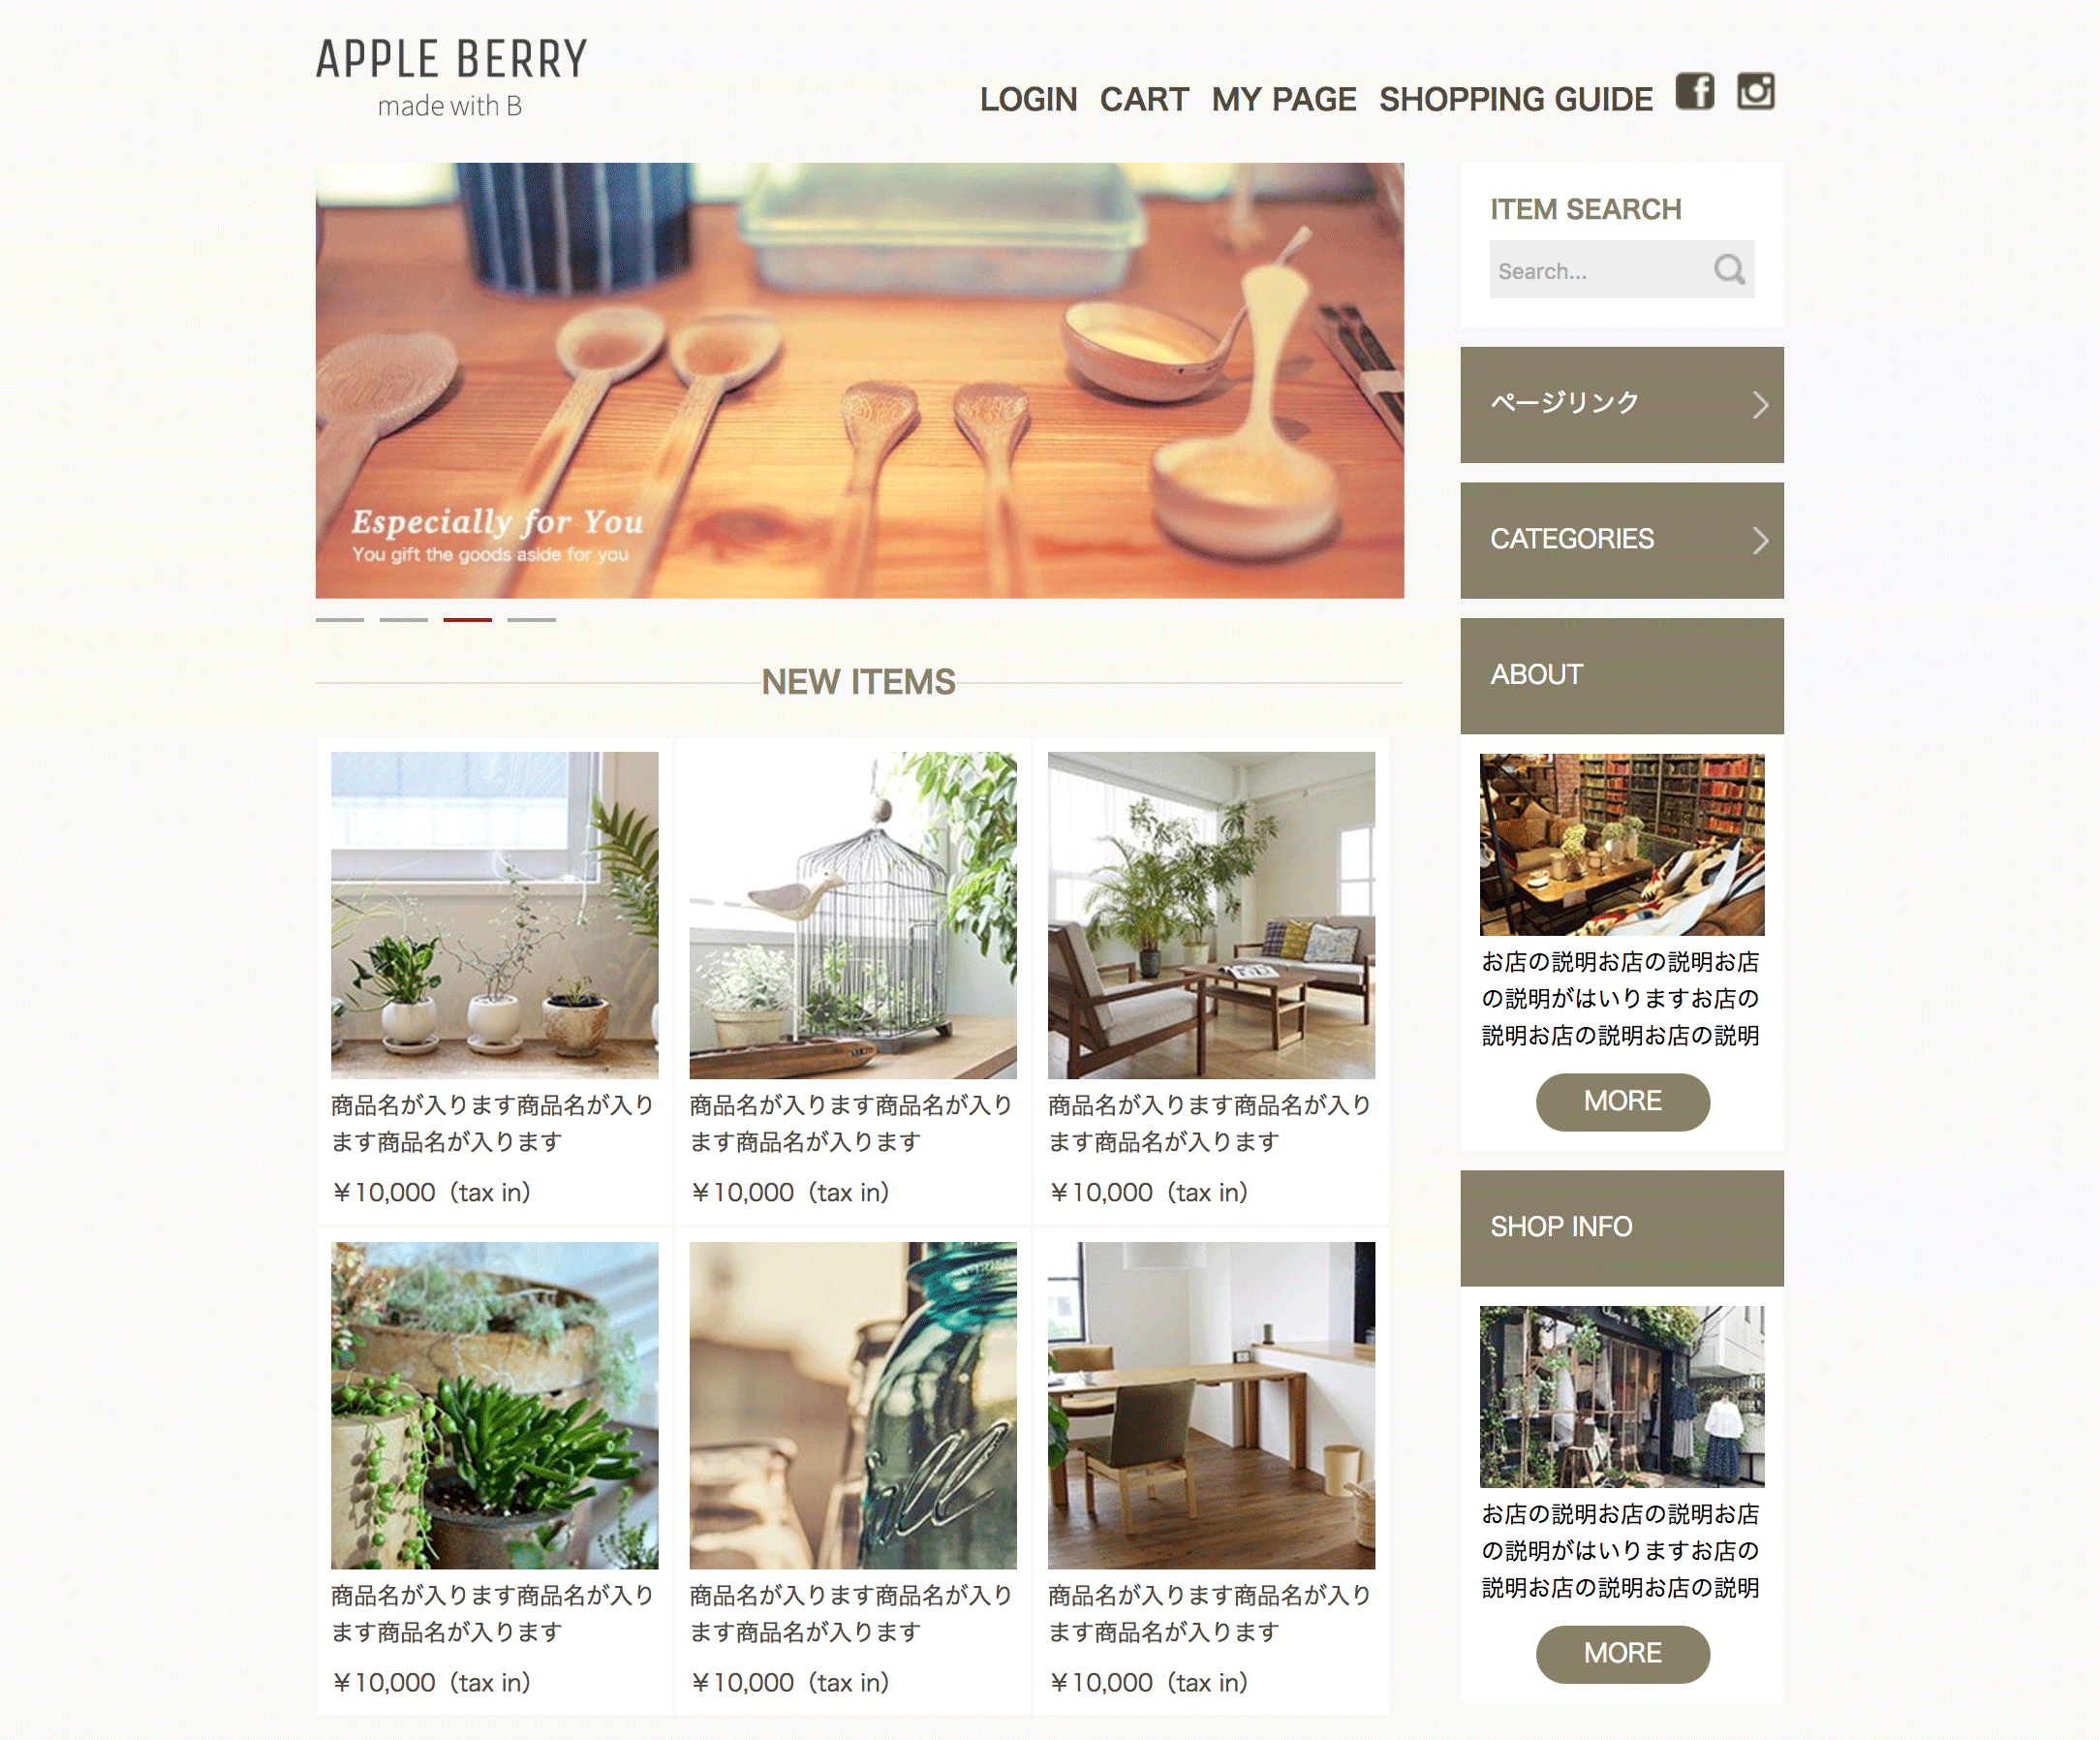 APPLE BERRY
made with B
LOGIN CART MY PAGE SHOPPING GUIDE
Especially for You
You gift the goods aside for you
NEW ITEMS
商品名が入ります商品名が入り
ます商品名が入ります
￥10,000（tax in）
商品名が入ります商品名が入り
ます商品名が入ります
￥10,000（tax in）
商品名が入ります商品名が入り
ます商品名が入ります
￥10,000（tax in）
商品名が入ります商品名が入り
ます商品名が入ります
￥10,000（tax in）
商品名が入ります商品名が入り
ます商品名が入ります
￥10,000（tax in）
商品名が入ります商品名が入り
ます商品名が入ります
￥10,000（tax in）
ITEM SEARCH
Search...
ページリンク
CATEGORIES
ABOUT
お店の説明お店の説明お店
の説明がはいりますお店の
説明お店の説明お店の説明
MORE
SHOP INFO
お店の説明お店の説明お店
の説明がはいりますお店の
説明お店の説明お店の説明
MORE